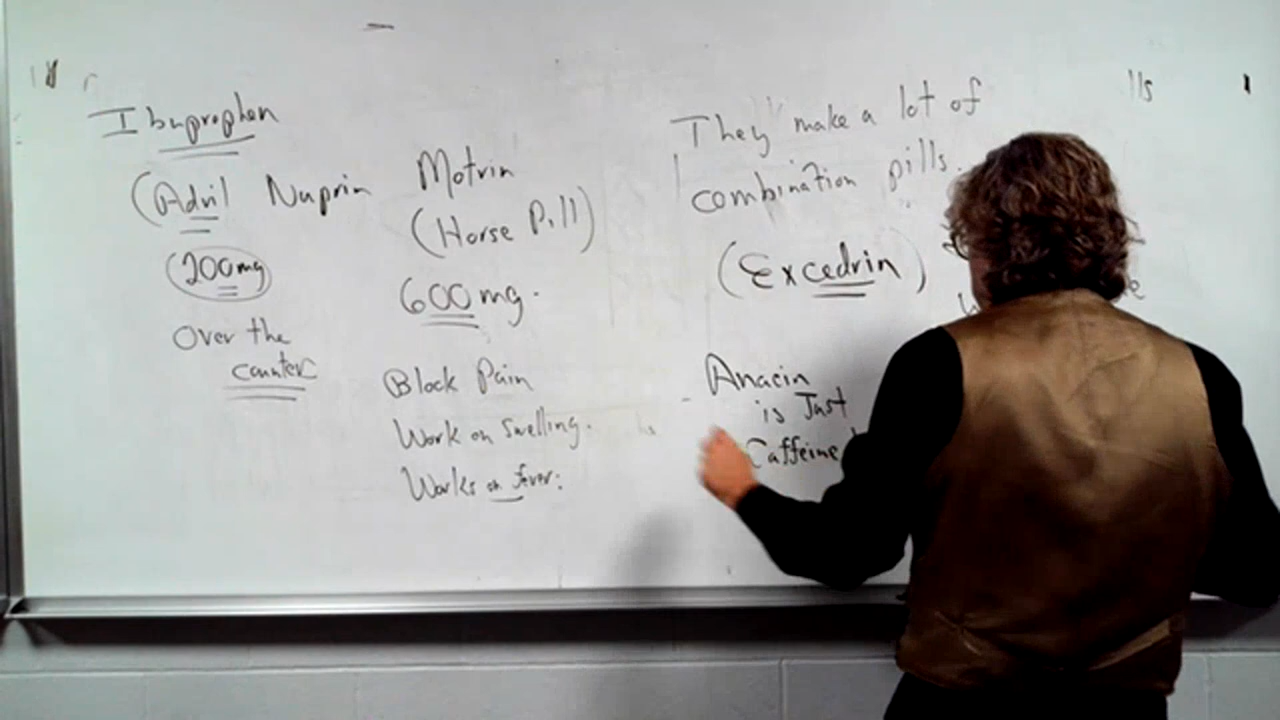 Ibuprophen
(Advil Nuprin Motrin
(Horse Pill)
200mg
600 mg.
Over the
counter
Block Pain
Work on swelling.
Works on fever:
They make a lot of
combination pills.
(Excedrin)
Anacin
is Just
Caffeine